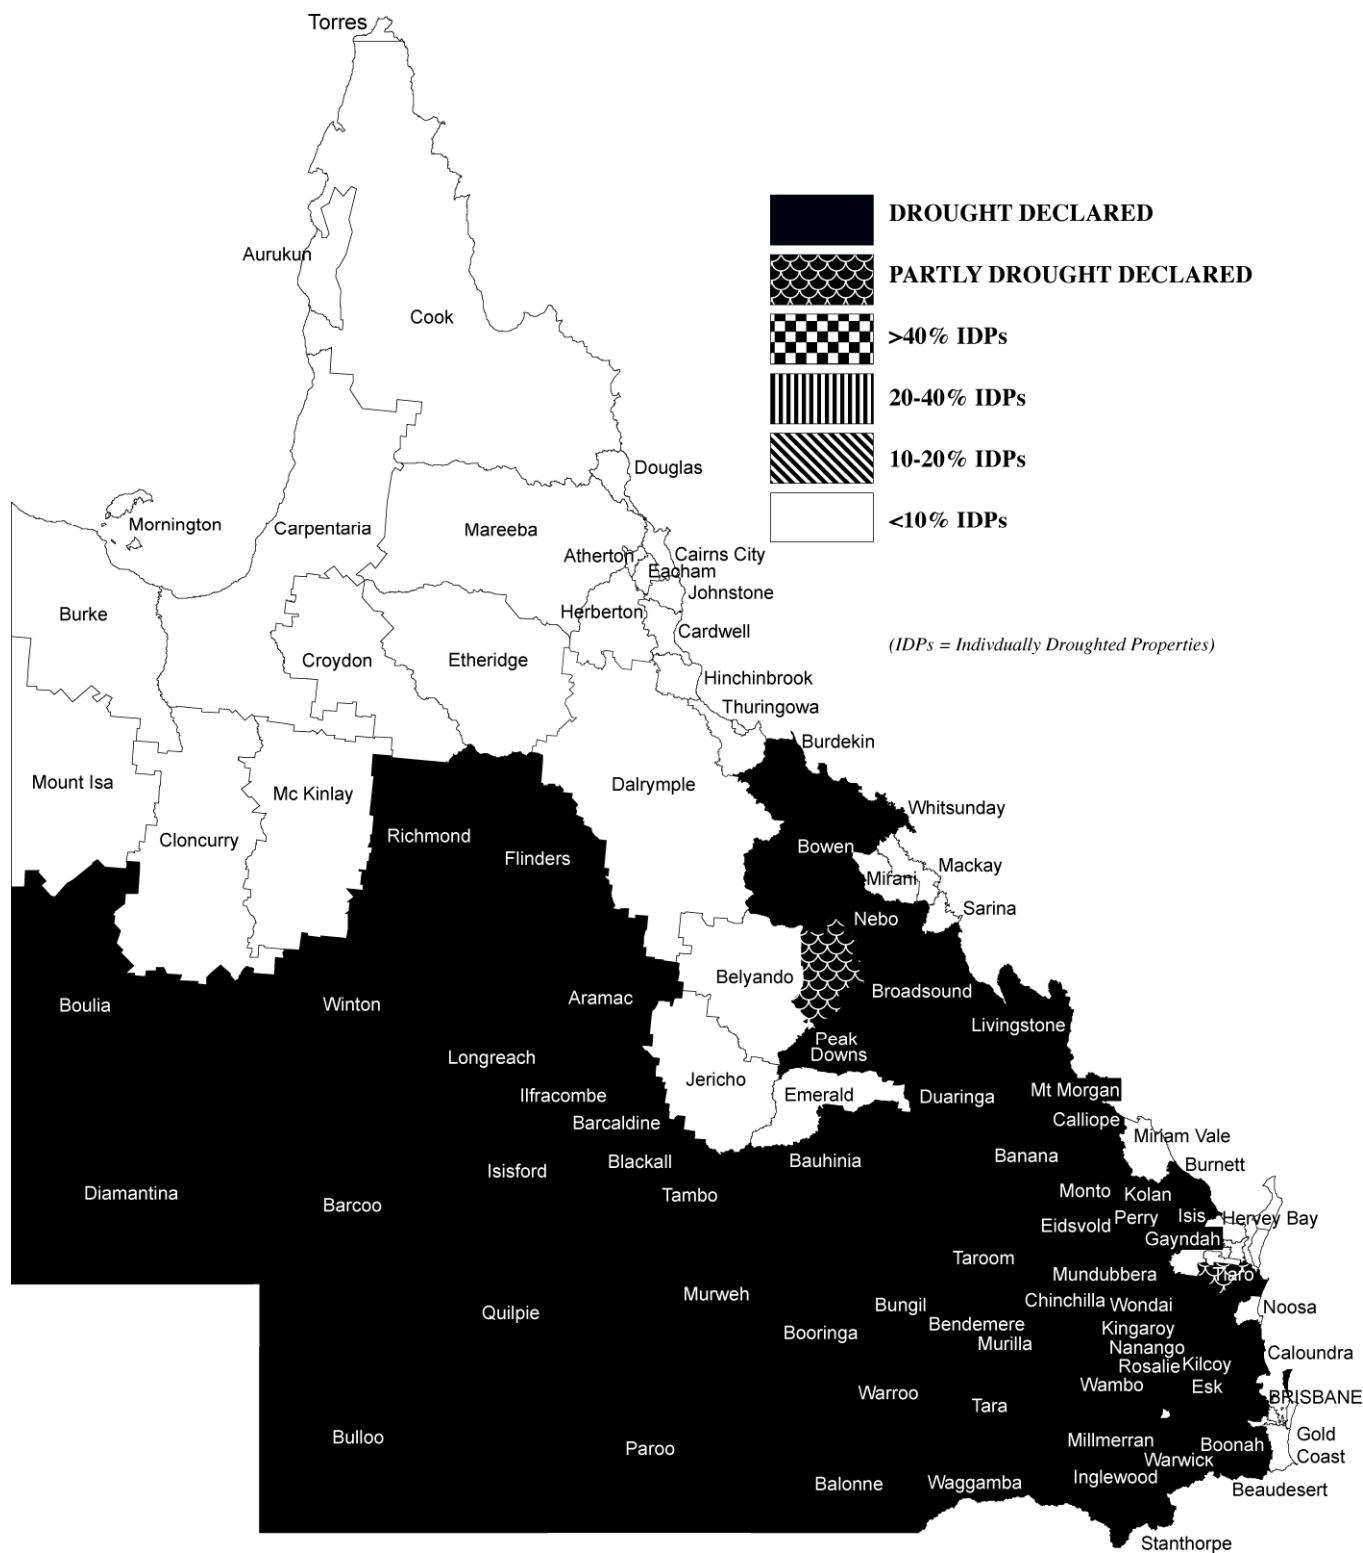 Torres
DROUGHT DECLARED
Aurukun
PARTLY DROUGHT DECLARED
Cook
>40% IDPs
20-40% IDPs
10-20% IDPs
Douglas
<10% IDPs
Mornington
Carpentaria
Mareeba
Atherton
Cairns City
Eacham
Johnstone
Burke
Herberton
Cardwell
(IDPs = Indivdually Droughted Properties)
Croydon
Etheridge
Hinchinbrook
Thuringowa
Burdekin
Mount Isa
Mc Kinlay
Dalrymple
Whitsunday
Cloncurry
Richmond
Flinders
Bowen
Mackay
Mirani
Sarina
Nebo
Belyando
Broadsound
Boulia
Winton
Aramac
Livingstone
Longreach
Peak
Downs
Jericho
Emerald
Ilfracombe
Duaringa
Mt Morgan
Barcaldine
Calliope
Miriam Vale
Isisford
Blackall
Bauhinia
Banana
Burnett
Diamantina
Barcoo
Tambo
Monto
Kolan
Eidsvold
Perry
Isis
Hervey Bay
Gayndah
Taroom
Mundubbera
Tiaro
Quilpie
Murweh
Bungil
Chinchilla
Wondai
Noosa
Booringa
Bendemere
Kingaroy
Murilla
Nanango
Caloundra
Rosalie
Kilcoy
Warroo
Wambo
Esk
BRISBANE
Tara
Bulloo
Paroo
Millmerran
Boonah
Gold
Coast
Warwick
Balonne
Waggamba
Inglewood
Beaudesert
Stanthorpe